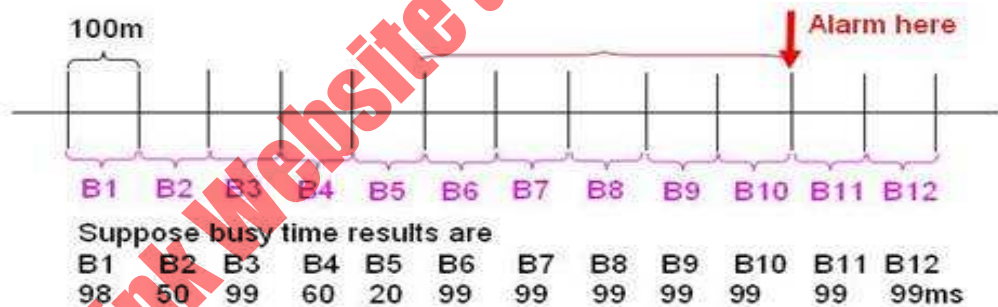 100m
Alarm here
B1 B2 B3 B4 B5 B6 B7 B8 B9 B10 B11 B12
Suppose busy time results are
B1 B2 B3 B4 B5 B6 B7 B8 B9 B10 B11 B12
98 50 99 60 20 99 99 99 99 99 99 99ms
Website